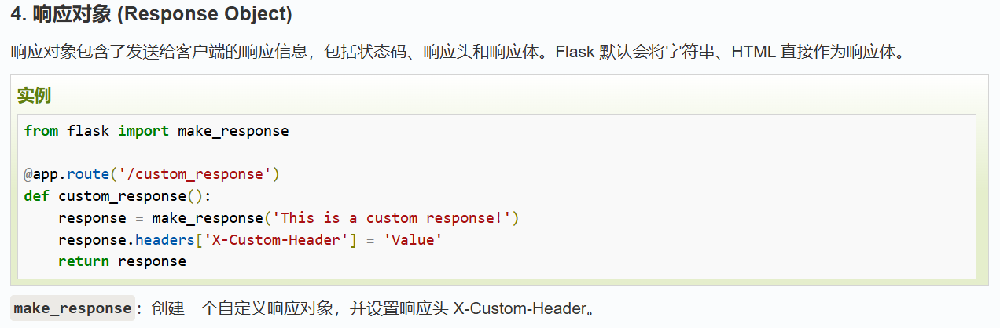 4. 响应对象 (Response Object)
响应对象包含了发送给客户端的响应信息，包括状态码、响应头和响应体。Flask 默认会将字符串、HTML 直接作为响应体。
实例
from flask import make_response
@app.route('/custom_response')
def custom_response():
    response = make_response('This is a custom response!')
    response.headers['X-Custom-Header'] = 'Value'
    return response
make_response：创建一个自定义响应对象，并设置响应头 X-Custom-Header。